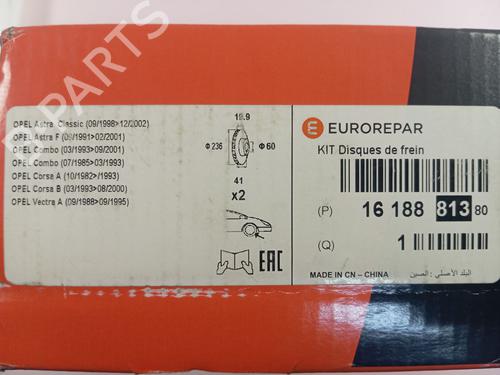 OPEL Astra Classic (09/1998>12/2002)
OPEL Astra F (09/1991>02/2001)
OPEL Combo (03/1993>09/2001)
OPEL Combo (07/1985>03/1993)
OPEL Corsa A (10/1982>/1993)
OPEL Corsa B (03/1993>08/2000)
OPEL Vectra A (09/1988>09/1995)
19.9
Φ 236
Φ 60
41
x2
EAC
EUROREPAR
KIT Disques de frein
(P) 16 188 813 80
(Q) 1
MADE IN CN – CHINA
البلد الأصلي : الصين
B-PARTS